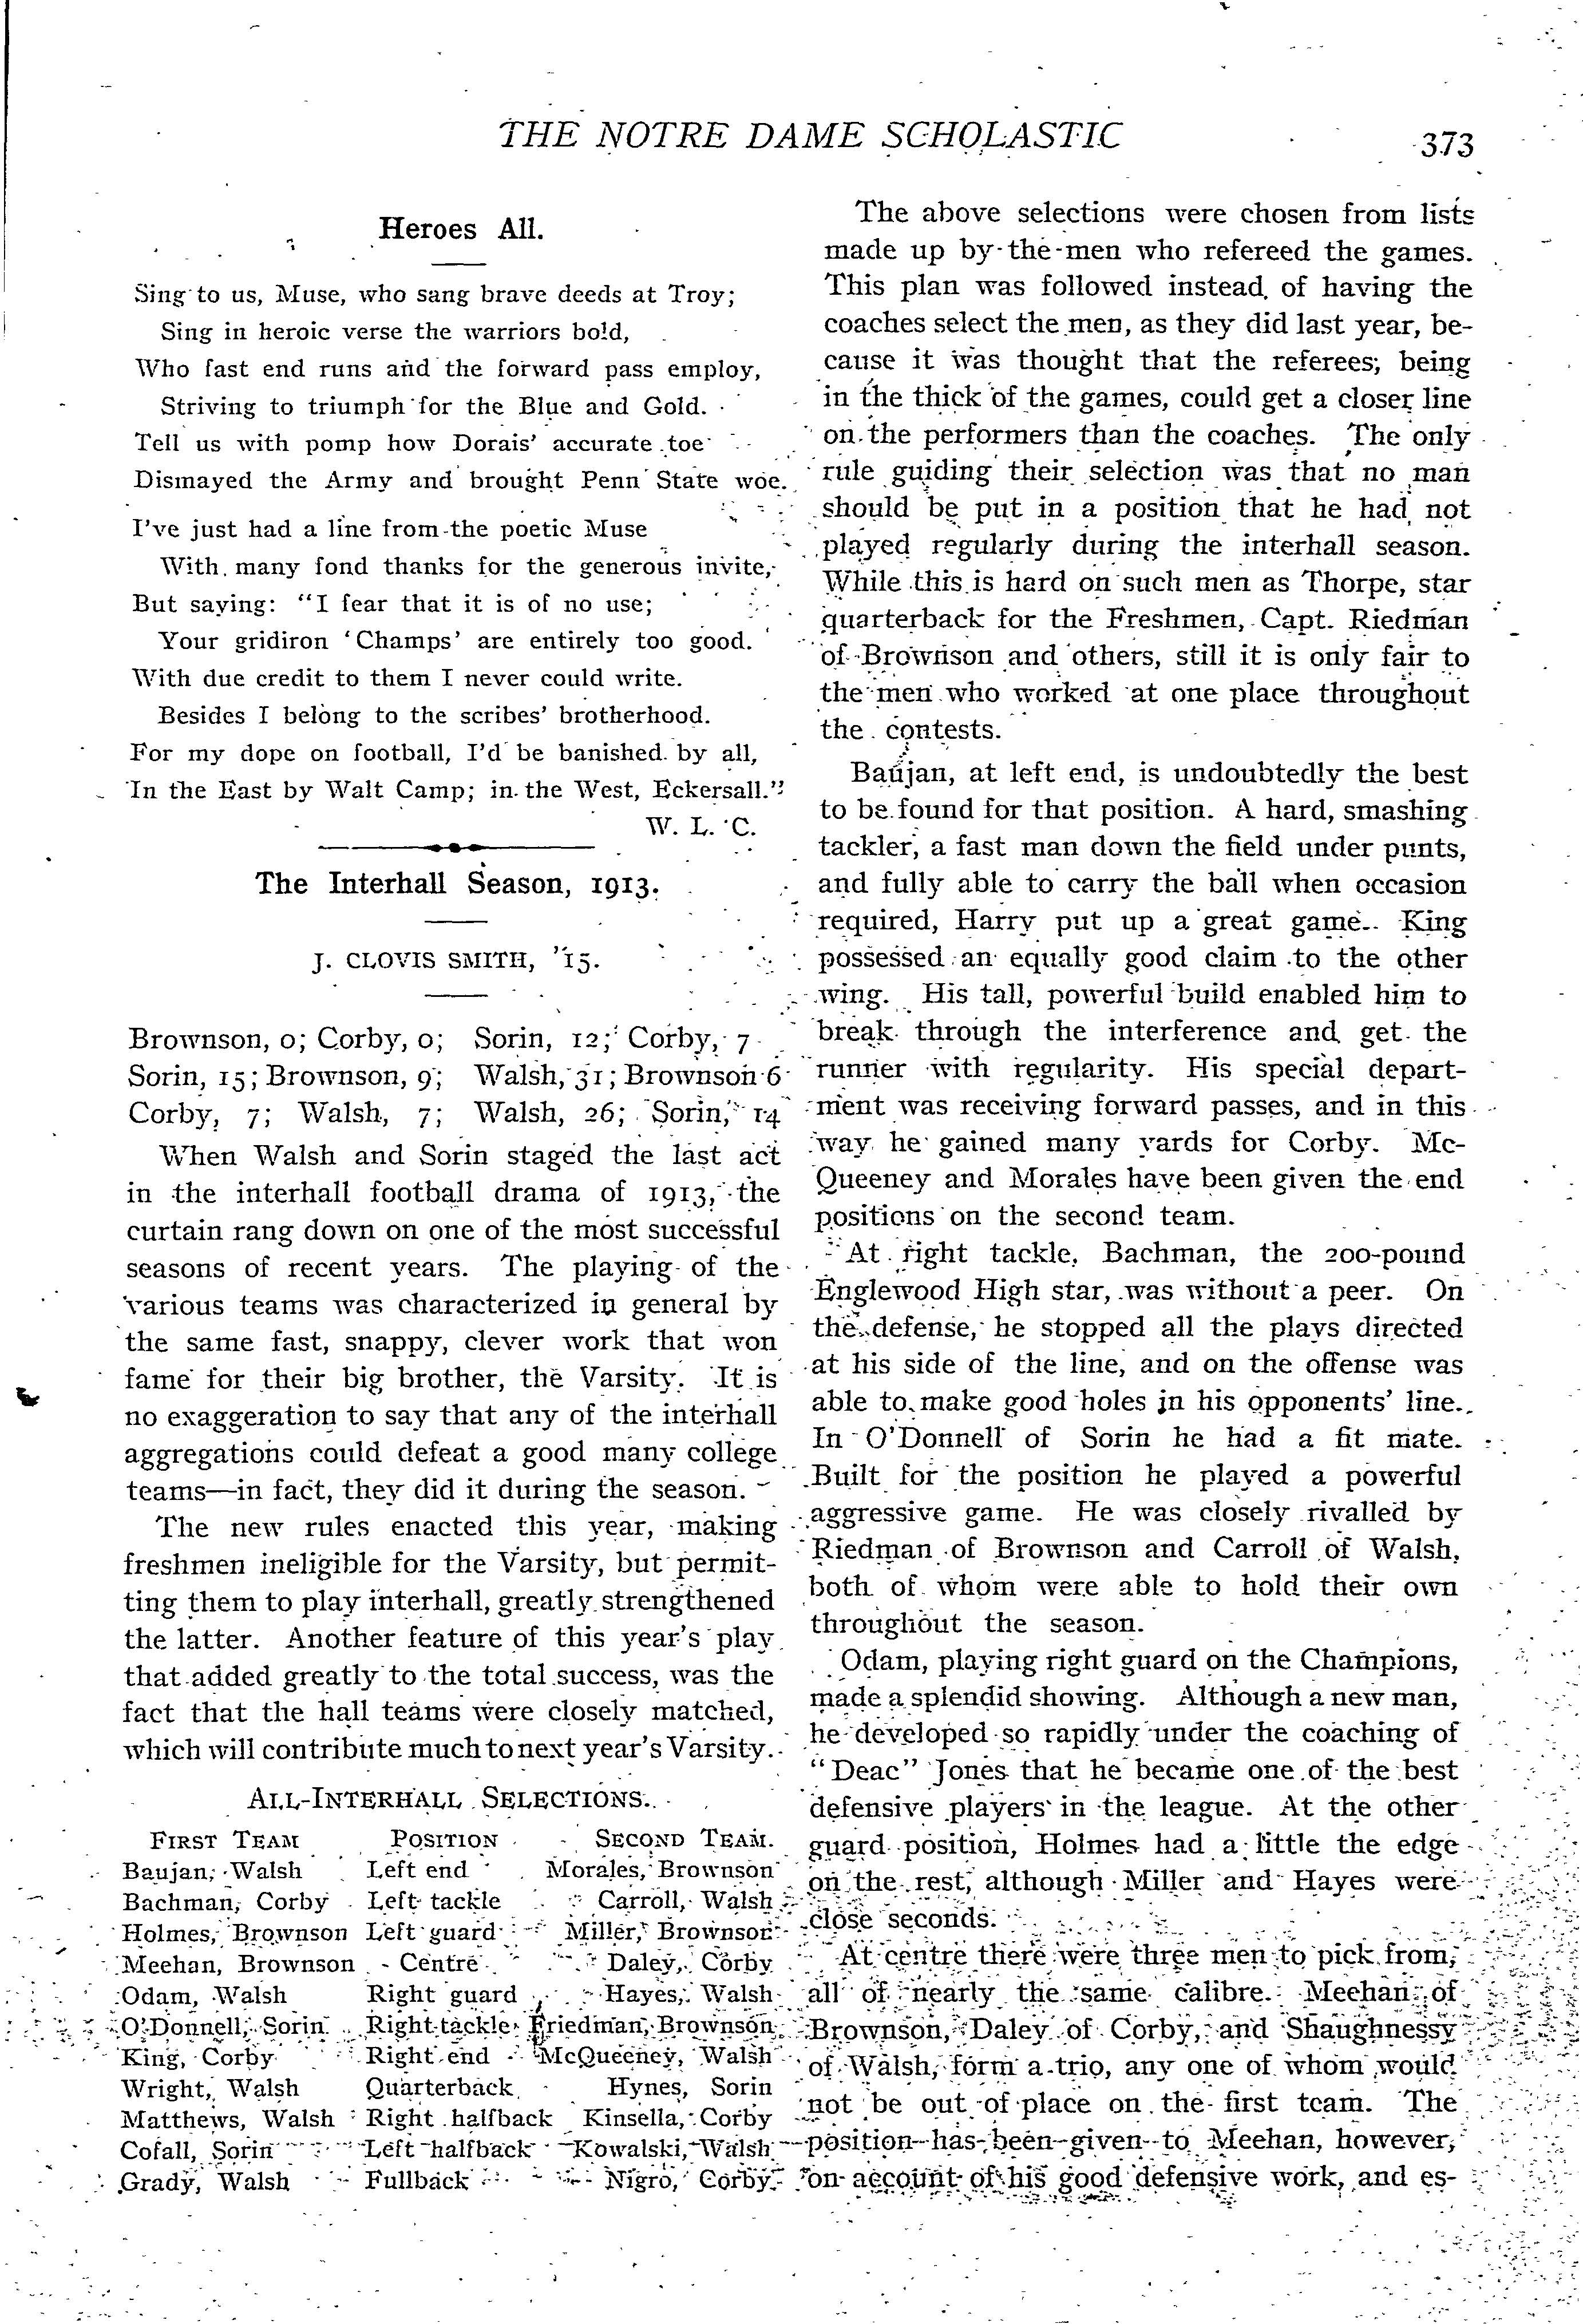 THE NOTRE DAME SCHOLASTIC
373
Heroes All.
Sing to us, Muse, who sang brave deeds at Troy;
Sing in heroic verse the warriors bold,
Who fast end runs and the forward pass employ,
Striving to triumph for the Blue and Gold.
Tell us with pomp how Dorais' accurate toe
Dismayed the Army and brought Penn State woe.
I've just had a line from the poetic Muse
With many fond thanks for the generous invite,
But saying: "I fear that it is of no use;
Your gridiron 'Champs' are entirely too good.
With due credit to them I never could write.
Besides I belong to the scribes' brotherhood.
For my dope on football, I'd be banished by all,
In the East by Walt Camp; in the West, Eckersall."
W. L. C.
The Interhall Season, 1913.
J. CLOVIS SMITH, '15.
Brownson, 0; Corby, 0; Sorin, 12; Corby, 7
Sorin, 15; Brownson, 9; Walsh, 31; Brownson 6
Corby, 7; Walsh, 7; Walsh, 26; Sorin, 14
When Walsh and Sorin staged the last act
in the interhall football drama of 1913, the
curtain rang down on one of the most successful
seasons of recent years. The playing of the
various teams was characterized in general by
the same fast, snappy, clever work that won
fame for their big brother, the Varsity. It is
no exaggeration to say that any of the interhall
aggregations could defeat a good many college
teams—in fact, they did it during the season.
The new rules enacted this year, making
freshmen ineligible for the Varsity, but permit-
ting them to play interhall, greatly strengthened
the latter. Another feature of this year's play
that added greatly to the total success, was the
fact that the hall teams were closely matched,
which will contribute much to next year's Varsity.
ALL-INTERHALL SELECTIONS.
FIRST TEAM POSITION SECOND TEAM.
Baujan, Walsh Left end Morales, Brownson
Bachman, Corby Left tackle Carroll, Walsh
Holmes, Brownson Left guard Miller, Brownson
Meehan, Brownson Centre Daley, Corby
Odam, Walsh Right guard Hayes, Walsh
O'Donnell, Sorin Right tackle Friedman, Brownson
King, Corby Right end McQueeney, Walsh
Wright, Walsh Quarterback Hynes, Sorin
Matthews, Walsh Right halfback Kinsella, Corby
Cofall, Sorin Left halfback Kowalski, Walsh
Grady, Walsh Fullback Nigro, Corby
The above selections were chosen from lists
made up by the men who refereed the games.
This plan was followed instead of having the
coaches select the men, as they did last year, be-
cause it was thought that the referees, being
in the thick of the games, could get a closer line
on the performers than the coaches. The only
rule guiding their selection was that no man
should be put in a position that he had not
played regularly during the interhall season.
While this is hard on such men as Thorpe, star
quarterback for the Freshmen, Capt. Riedman
of Brownson and others, still it is only fair to
the men who worked at one place throughout
the contests.
Baujan, at left end, is undoubtedly the best
to be found for that position. A hard, smashing
tackler, a fast man down the field under punts,
and fully able to carry the ball when occasion
required, Harry put up a great game. King
possessed an equally good claim to the other
wing. His tall, powerful build enabled him to
break through the interference and get the
runner with regularity. His special depart-
ment was receiving forward passes, and in this
way he gained many yards for Corby. Mc-
Queeney and Morales have been given the end
positions on the second team.
At right tackle, Bachman, the 200-pound
Englewood High star, was without a peer. On
the defense, he stopped all the plays directed
at his side of the line, and on the offense was
able to make good holes in his opponents' line.
In O'Donnell of Sorin he had a fit mate.
Built for the position he played a powerful
aggressive game. He was closely rivalled by
Riedman of Brownson and Carroll of Walsh,
both of whom were able to hold their own
throughout the season.
Odam, playing right guard on the Champions,
made a splendid showing. Although a new man,
he developed so rapidly under the coaching of
"Deac" Jones that he became one of the best
defensive players in the league. At the other
guard position, Holmes had a little the edge
on the rest, although Miller and Hayes were
close seconds.
At centre there were three men to pick from,
all of nearly the same calibre. Meehan of
Brownson, Daley of Corby, and Shaughnessy
of Walsh, form a trio, any one of whom would
not be out of place on the first team. The
position has been given to Meehan, however,
on account of his good defensive work, and es-